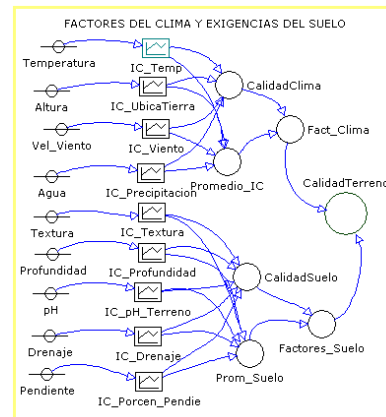 FACTORES DEL CLIMA Y EXIGENCIAS DEL SUELO
Temperatura
IC_Temp
CalidadClima
Altura
IC_UbicaTierra
Fact_Clima
Vel_Viento
IC_Viento
Promedio_IC
CalidadTerreno
Agua
IC_Precipitacion
Textura
IC_Textura
Profundidad
IC_Profundidad
CalidadSuelo
pH
IC_pH_Terreno
Factores_Suelo
Drenaje
IC_Drenaje
Prom_Suelo
Pendiente
IC_Porcen_Pendie